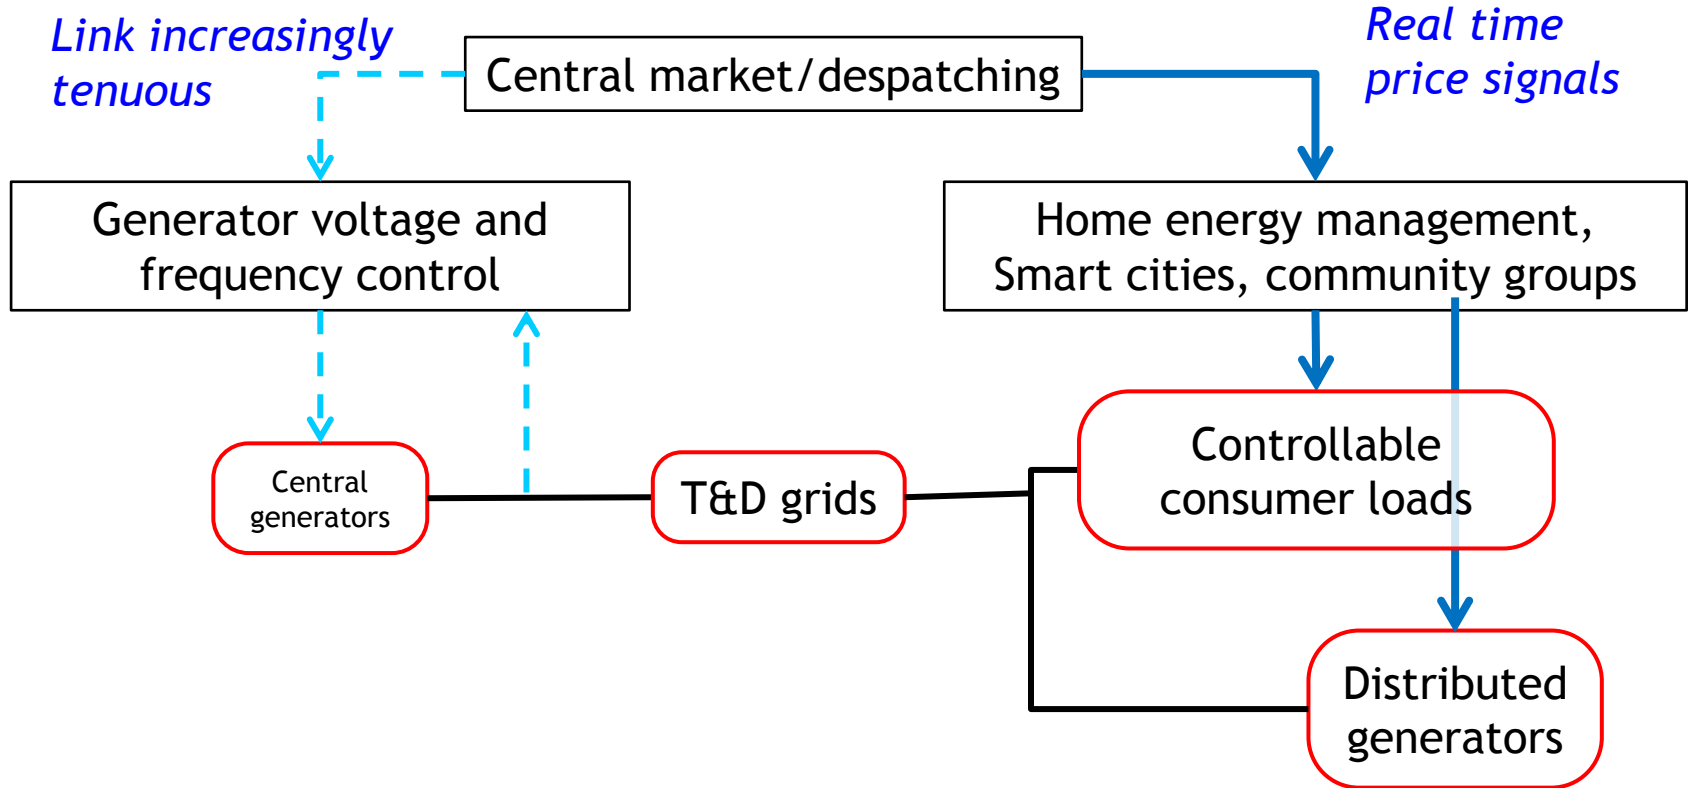 Link increasingly
tenuous
Central market/despatching
Real time
price signals
Generator voltage and
frequency control
Home energy management,
Smart cities, community groups
Central
generators
T&D grids
Controllable
consumer loads
Distributed
generators